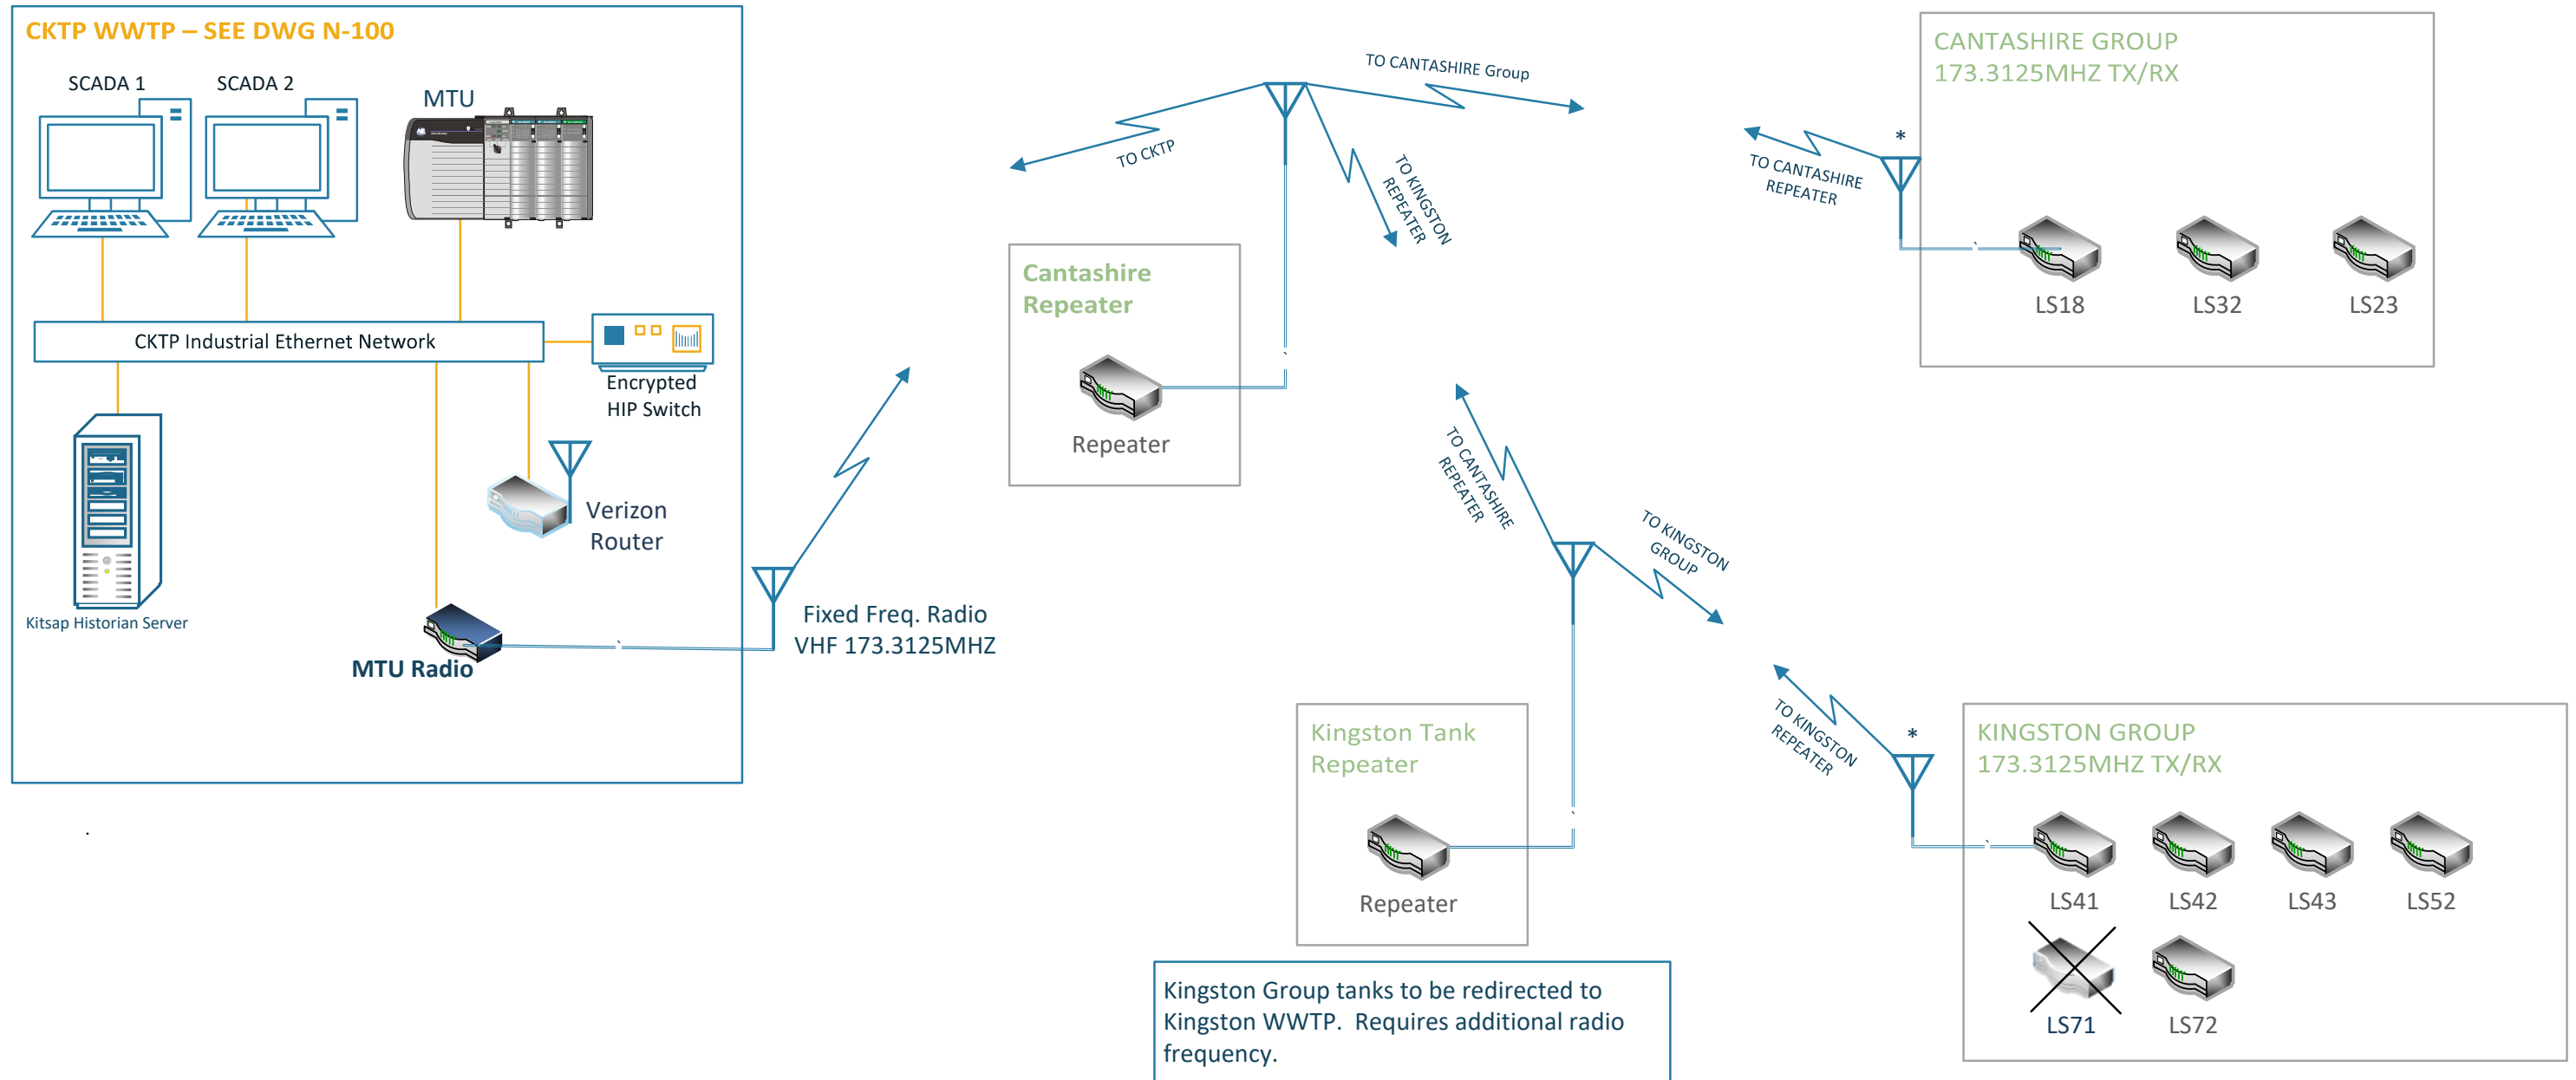 CKTP WWTP – SEE DWG N-100
SCADA 1
SCADA 2
MTU
CKTP Industrial Ethernet Network
Encrypted
HIP Switch
Verizon
Router
Kitsap Historian Server
MTU Radio
Fixed Freq. Radio
VHF 173.3125MHZ
TO CKTP
TO CANTASHIRE Group
TO KINGSTON
REPEATER
Cantashire
Repeater
Repeater
TO CANTASHIRE
REPEATER
*
CANTASHIRE GROUP
173.3125MHZ TX/RX
LS18
LS32
LS23
TO CANTASHIRE
REPEATER
TO KINGSTON
GROUP
Kingston Tank
Repeater
Repeater
TO KINGSTON
REPEATER
*
KINGSTON GROUP
173.3125MHZ TX/RX
LS41
LS42
LS43
LS52
LS71
LS72
Kingston Group tanks to be redirected to
Kingston WWTP.  Requires additional radio
frequency.